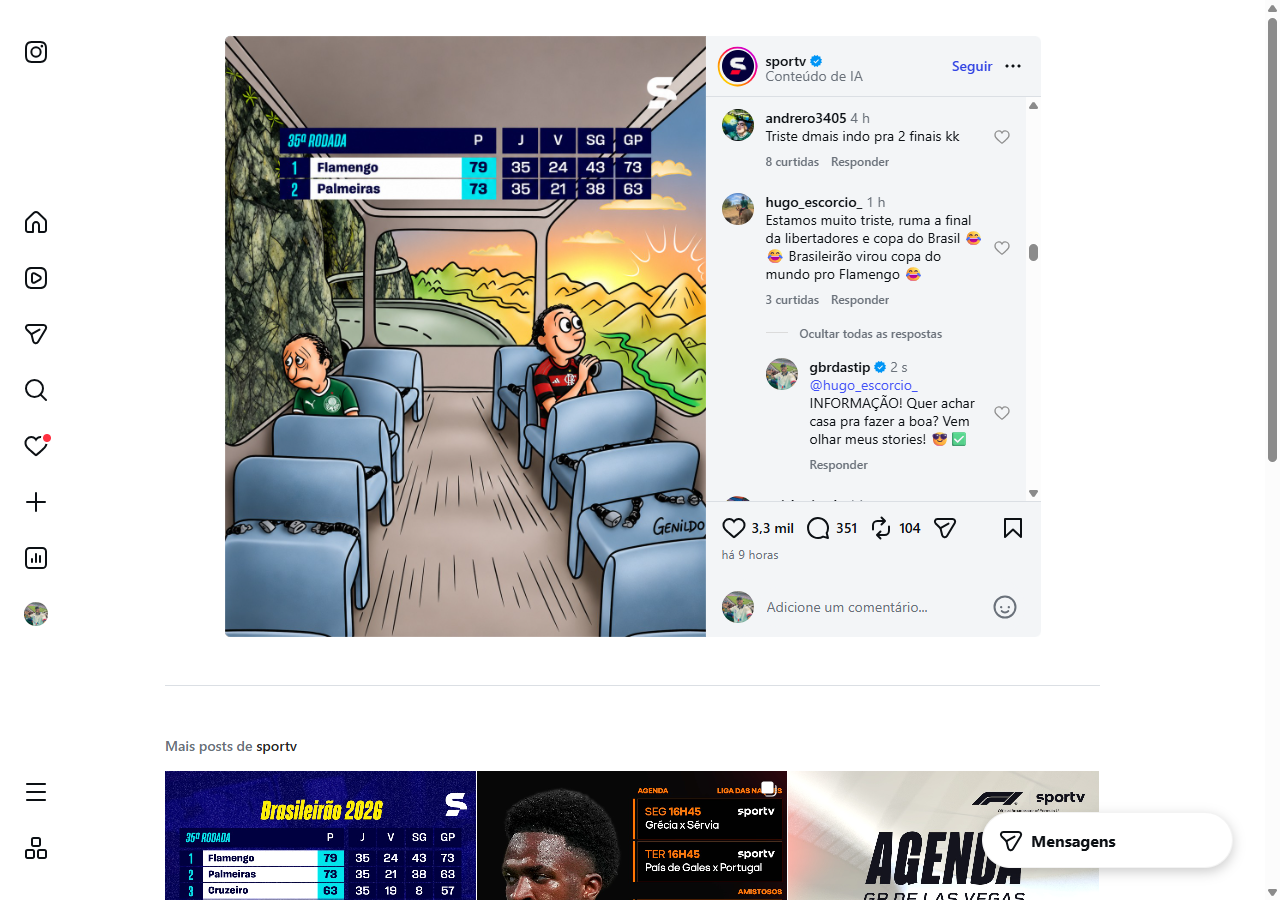 35ª RODADA P J V SG GP
1 Flamengo 79 35 24 43 73
2 Palmeiras 73 35 21 38 63
GENILDO
sportv
Conteúdo de IA
Seguir
andrero3405 4 h
Triste dmais indo pra 2 finais kk
8 curtidas Responder
hugo_escorcio_ 1 h
Estamos muito triste, ruma a final
da libertadores e copa do Brasil 😂
😂 Brasileirão virou copa do
mundo pro Flamengo 😂
3 curtidas Responder
Ocultar todas as respostas
gbrdastip 2 s
@hugo_escorcio_
INFORMAÇÃO! Quer achar
casa pra fazer a boa? Vem
olhar meus stories! 😎 ✅
Responder
3,3 mil 351 104
há 9 horas
Adicione um comentário...
Mais posts de sportv
Brasileirão 2026
35ª RODADA P J V SG GP
1 Flamengo 79 35 24 43 73
2 Palmeiras 73 35 21 38 63
3 Cruzeiro 63 35 19 8 57
AGENDA
SEG 16H45 sportv
Grécia x Sérvia
TER 16H45 sportv
País de Gales x Portugal
AMISTOSOS
sportv
AGENDA
GP DE LAS VEGAS
Mensagens